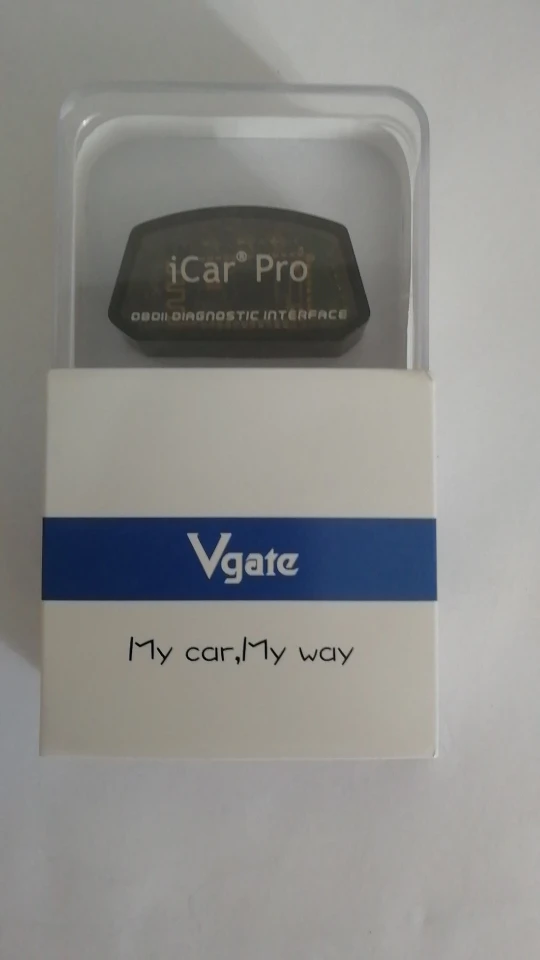 iCar® Pro
OBDII DIAGNOSTIC INTERFACE
Vgate
My car,My way